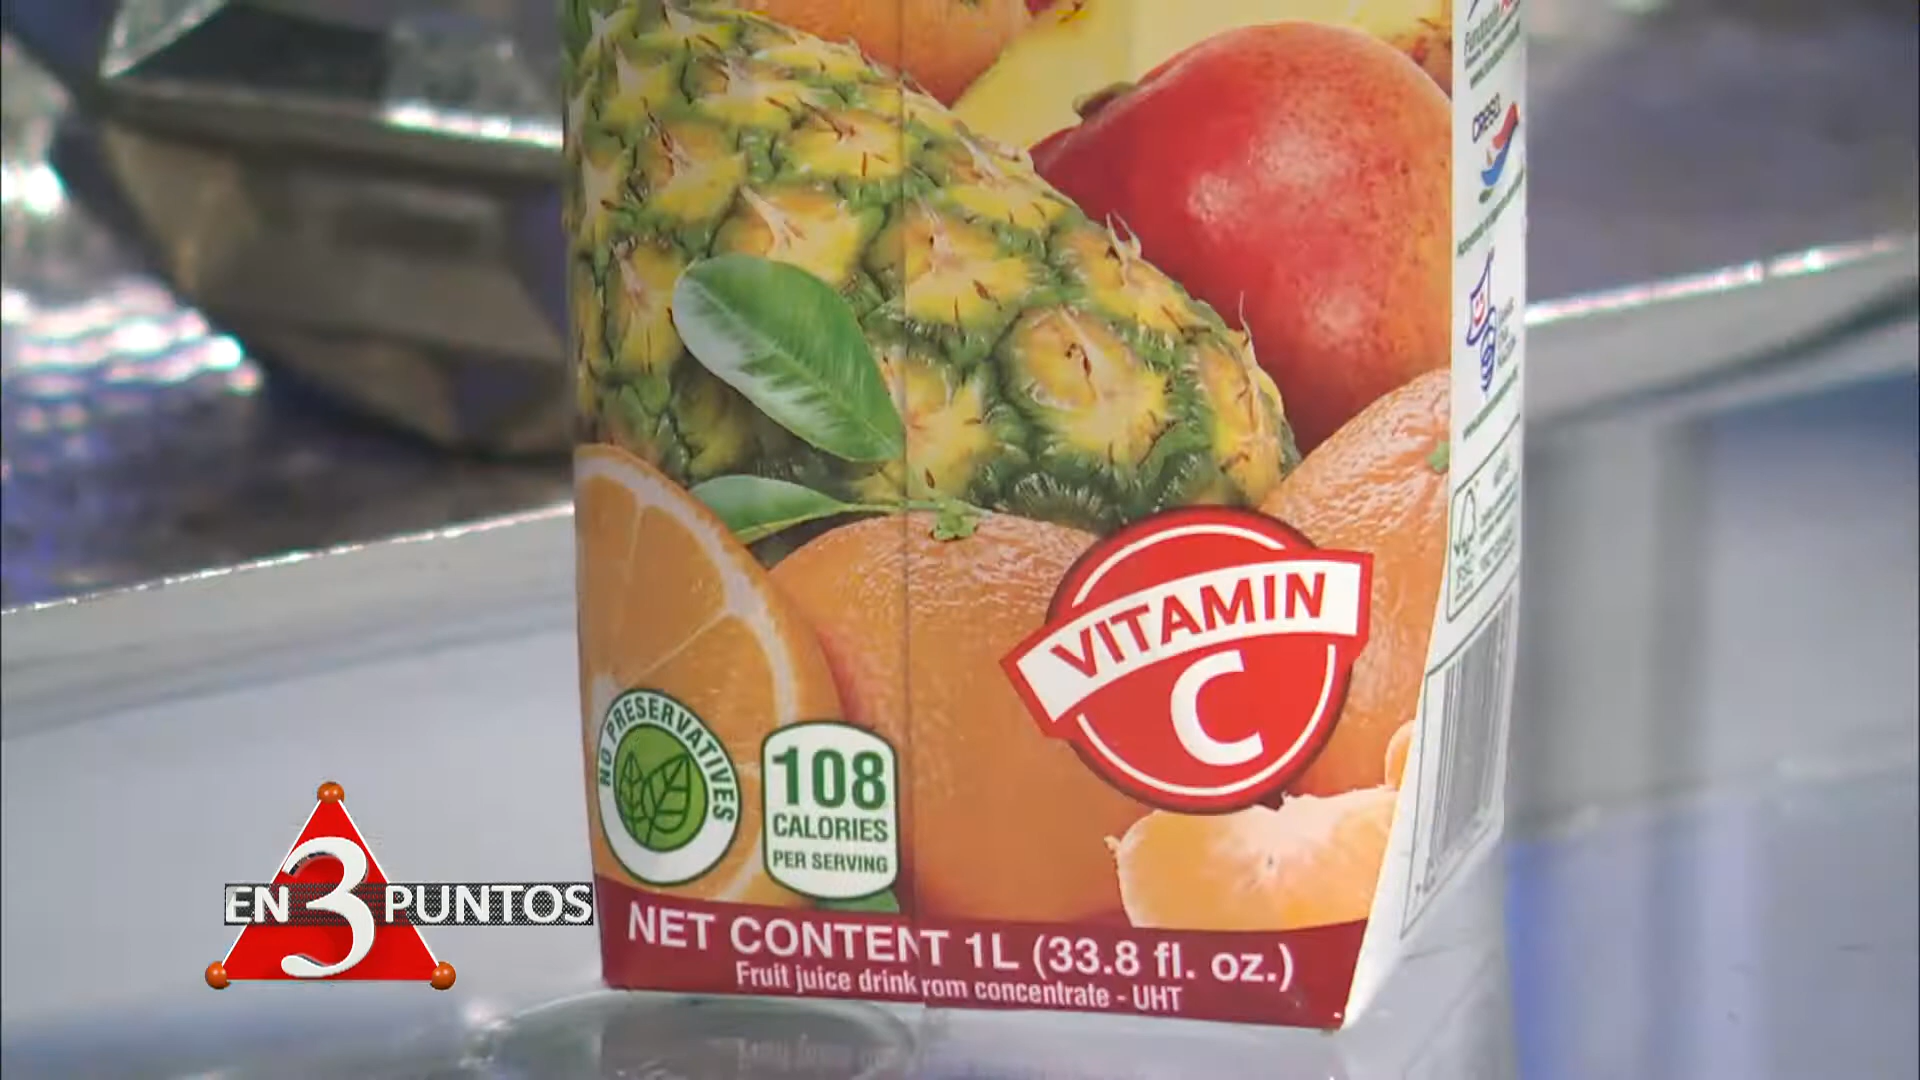 CRESO
VITAMIN
C
NO PRESERVATIVES
108
CALORIES
PER SERVING
EN 3 PUNTOS
NET CONTENT 1L (33.8 fl. oz.)
Fruit juice drink rom concentrate - UHT